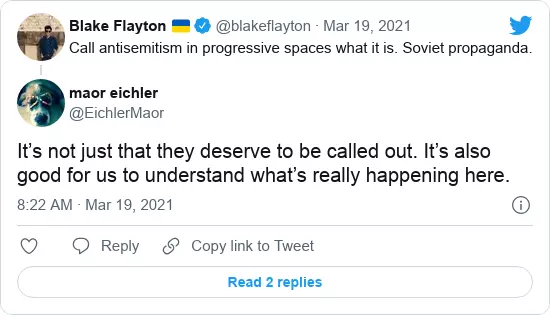 Blake Flayton 🇺🇦 @blakeflayton · Mar 19, 2021
Call antisemitism in progressive spaces what it is. Soviet propaganda.
maor eichler
@EichlerMaor
It’s not just that they deserve to be called out. It’s also
good for us to understand what’s really happening here.
8:22 AM · Mar 19, 2021
Reply Copy link to Tweet
Read 2 replies